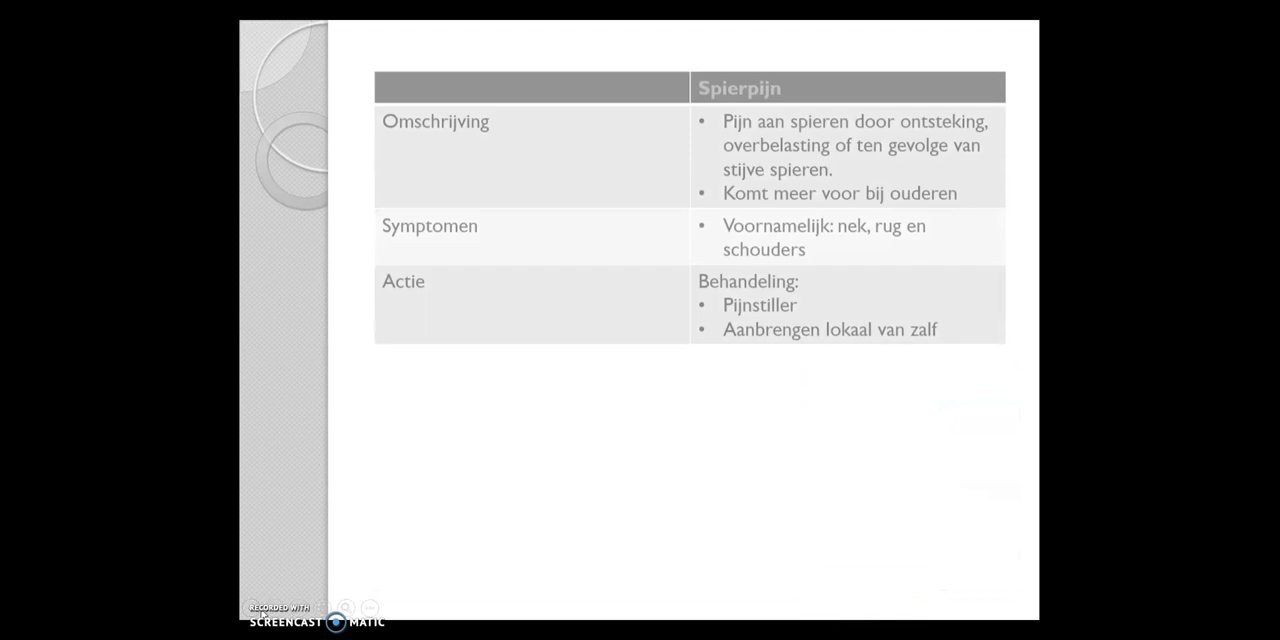 Spierpijn
Omschrijving
• Pijn aan spieren door ontsteking,
overbelasting of ten gevolge van
stijve spieren.
• Komt meer voor bij ouderen
Symptomen
• Voornamelijk: nek, rug en
schouders
Actie
Behandeling:
• Pijnstiller
• Aanbrengen lokaal van zalf
RECORDED WITH
SCREENCAST MATIC